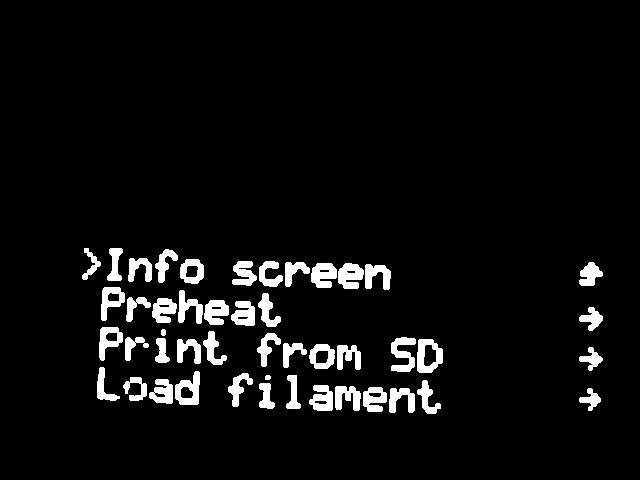 >Info screen ↑
Preheat →
Print from SD →
Load filament →